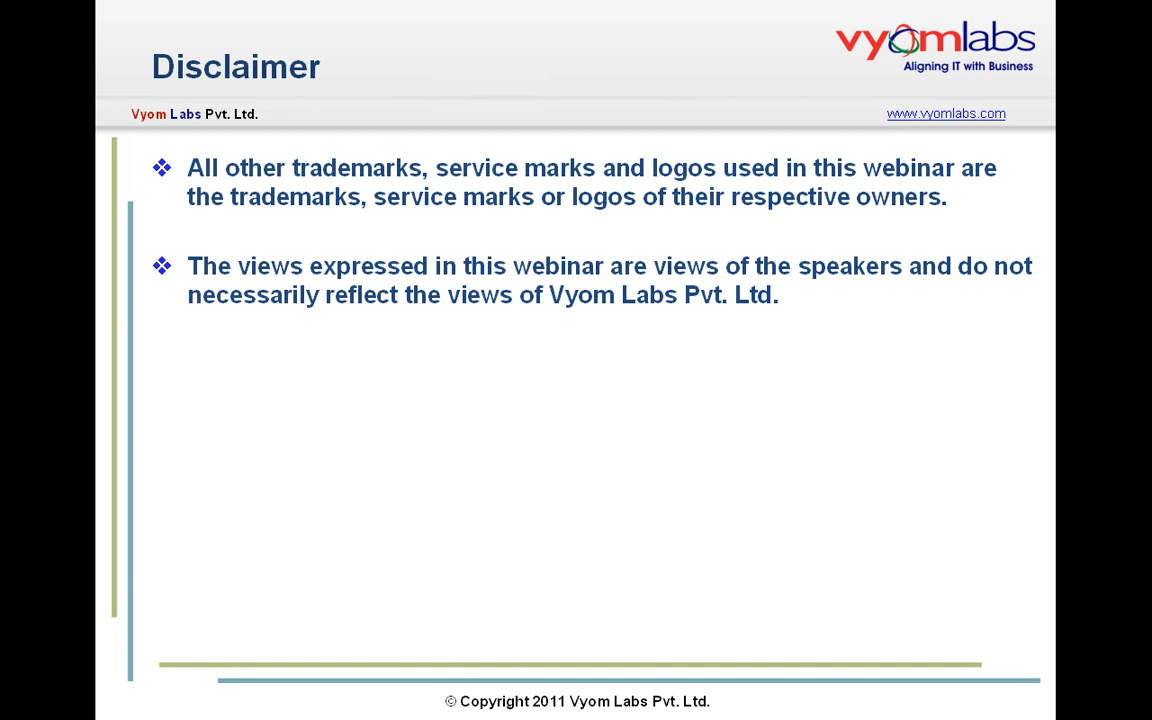 Disclaimer
vyomlabs
Aligning IT with Business
Vyom Labs Pvt. Ltd.
www.vyomlabs.com
All other trademarks, service marks and logos used in this webinar are
the trademarks, service marks or logos of their respective owners.
The views expressed in this webinar are views of the speakers and do not
necessarily reflect the views of Vyom Labs Pvt. Ltd.
© Copyright 2011 Vyom Labs Pvt. Ltd.